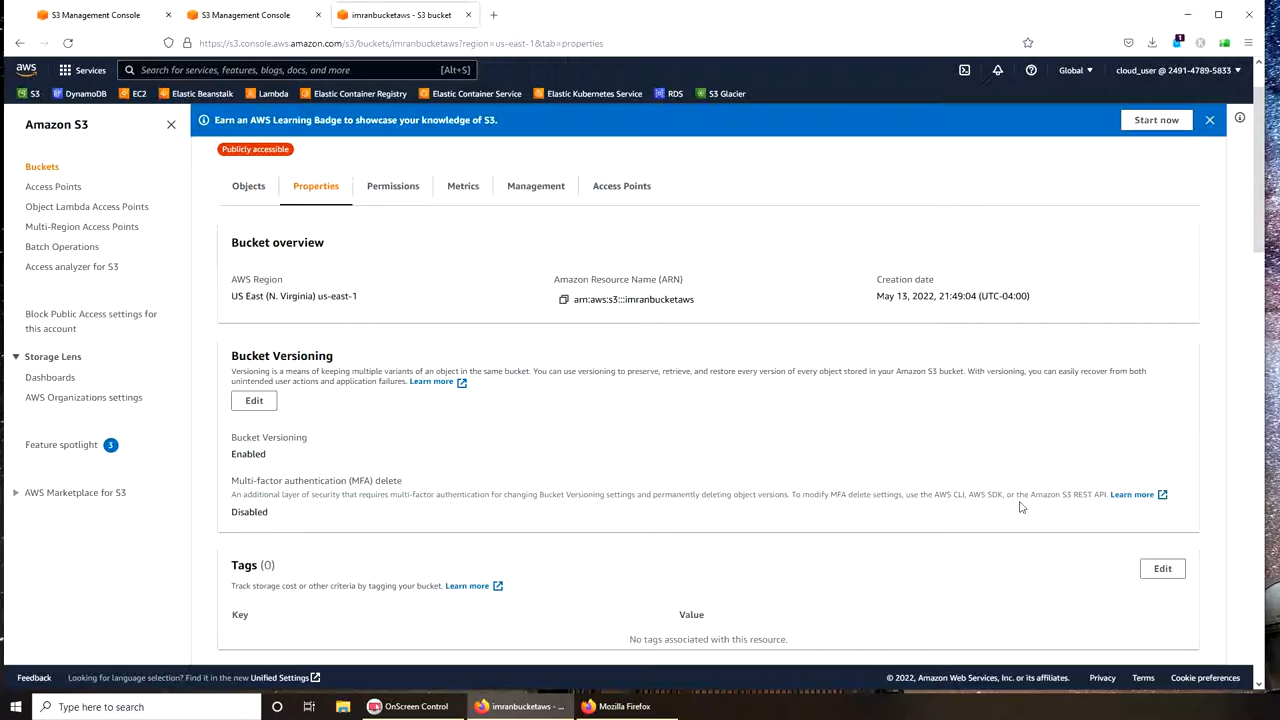 S3 Management Console
S3 Management Console
imranbucketaws - S3 bucket
https://s3.console.aws.amazon.com/s3/buckets/imranbucketaws?region=us-east-1&tab=properties
aws
Services
Search for services, features, blogs, docs, and more
[Alt+S]
Global
cloud_user @ 2491-4789-5833
S3
DynamoDB
EC2
Elastic Beanstalk
Lambda
Elastic Container Registry
Elastic Container Service
Elastic Kubernetes Service
RDS
S3 Glacier
Amazon S3
Buckets
Access Points
Object Lambda Access Points
Multi-Region Access Points
Batch Operations
Access analyzer for S3
Block Public Access settings for
this account
Storage Lens
Dashboards
AWS Organizations settings
Feature spotlight 3
AWS Marketplace for S3
Earn an AWS Learning Badge to showcase your knowledge of S3.
Start now
Publicly accessible
Objects
Properties
Permissions
Metrics
Management
Access Points
Bucket overview
AWS Region
US East (N. Virginia) us-east-1
Amazon Resource Name (ARN)
arn:aws:s3:::imranbucketaws
Creation date
May 13, 2022, 21:49:04 (UTC-04:00)
Bucket Versioning
Versioning is a means of keeping multiple variants of an object in the same bucket. You can use versioning to preserve, retrieve, and restore every version of every object stored in your Amazon S3 bucket. With versioning, you can easily recover from both
unintended user actions and application failures. Learn more
Edit
Bucket Versioning
Enabled
Multi-factor authentication (MFA) delete
An additional layer of security that requires multi-factor authentication for changing Bucket Versioning settings and permanently deleting object versions. To modify MFA delete settings, use the AWS CLI, AWS SDK, or the Amazon S3 REST API. Learn more
Disabled
Tags (0)
Edit
Track storage cost or other criteria by tagging your bucket. Learn more
Key
Value
No tags associated with this resource.
Feedback
Looking for language selection? Find it in the new Unified Settings
© 2022, Amazon Web Services, Inc. or its affiliates.
Privacy
Terms
Cookie preferences
Type here to search
OnScreen Control
imranbucketaws - ...
Mozilla Firefox